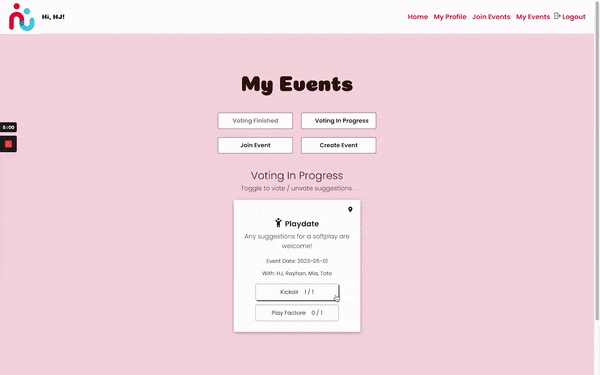 Hi, HJ!
Home My Profile Join Events My Events Logout
My Events
Voting Finished Voting In Progress
5:00
Join Event Create Event
Voting In Progress
Toggle to vote / unvote suggestions.
Playdate
Any suggestions for a softplay are
welcome!
Event Date: 2023-05-01
With: HJ, Rayhan, Mia, Toto
Kickair 1 / 1
Play Factore 0 / 1